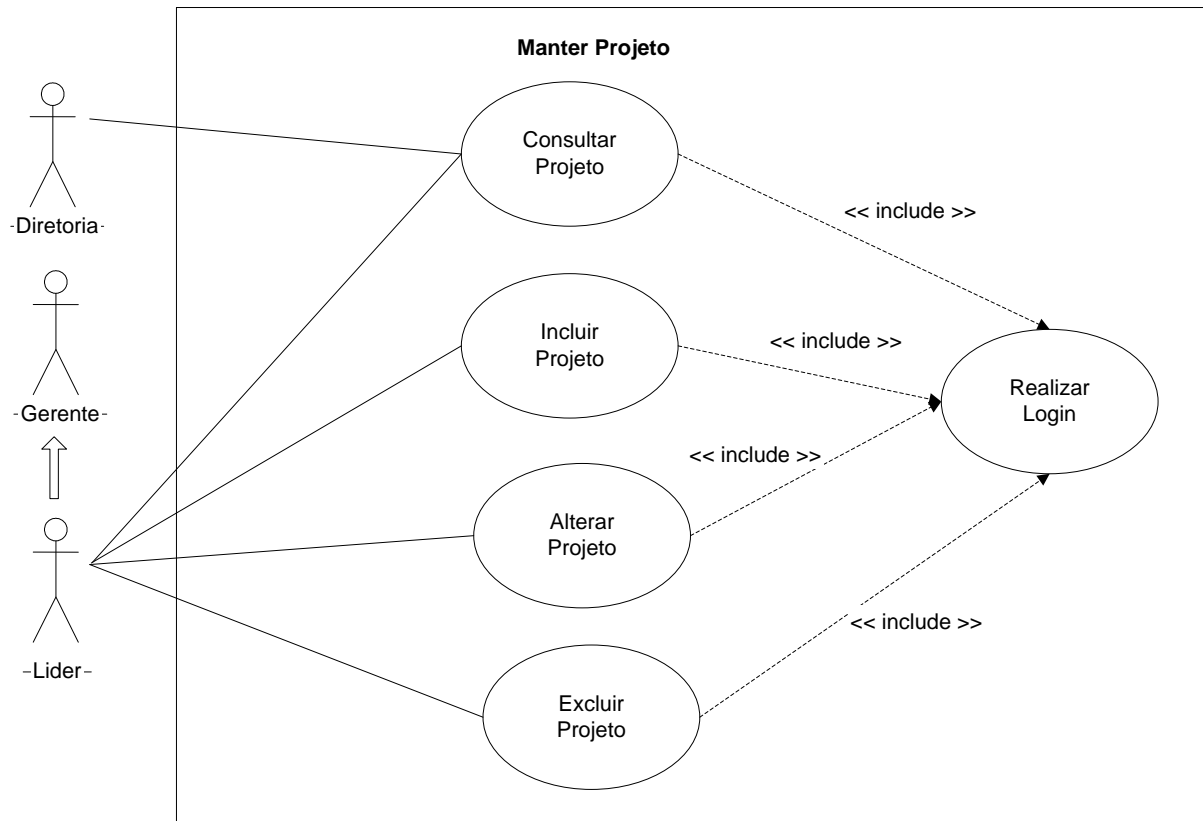 Manter Projeto
Consultar
Projeto
<< include >>
-Diretoria-
Incluir
Projeto
<< include >>
Realizar
Login
-Gerente-
<< include >>
Alterar
Projeto
<< include >>
-Lider-
Excluir
Projeto